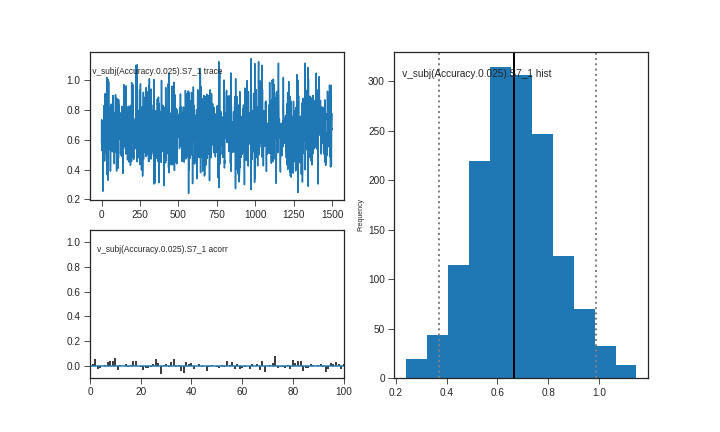 v_subj(Accuracy.0.025).S7_1 trace
1.0
0.8
0.6
0.4
0.2
0 250 500 750 1000 1250 1500
v_subj(Accuracy.0.025).S7_1 acorr
1.0
0.8
0.6
0.4
0.2
0.0
0 20 40 60 80 100
v_subj(Accuracy.0.025).S7_1 hist
Frequency
300
250
200
150
100
50
0
0.2 0.4 0.6 0.8 1.0